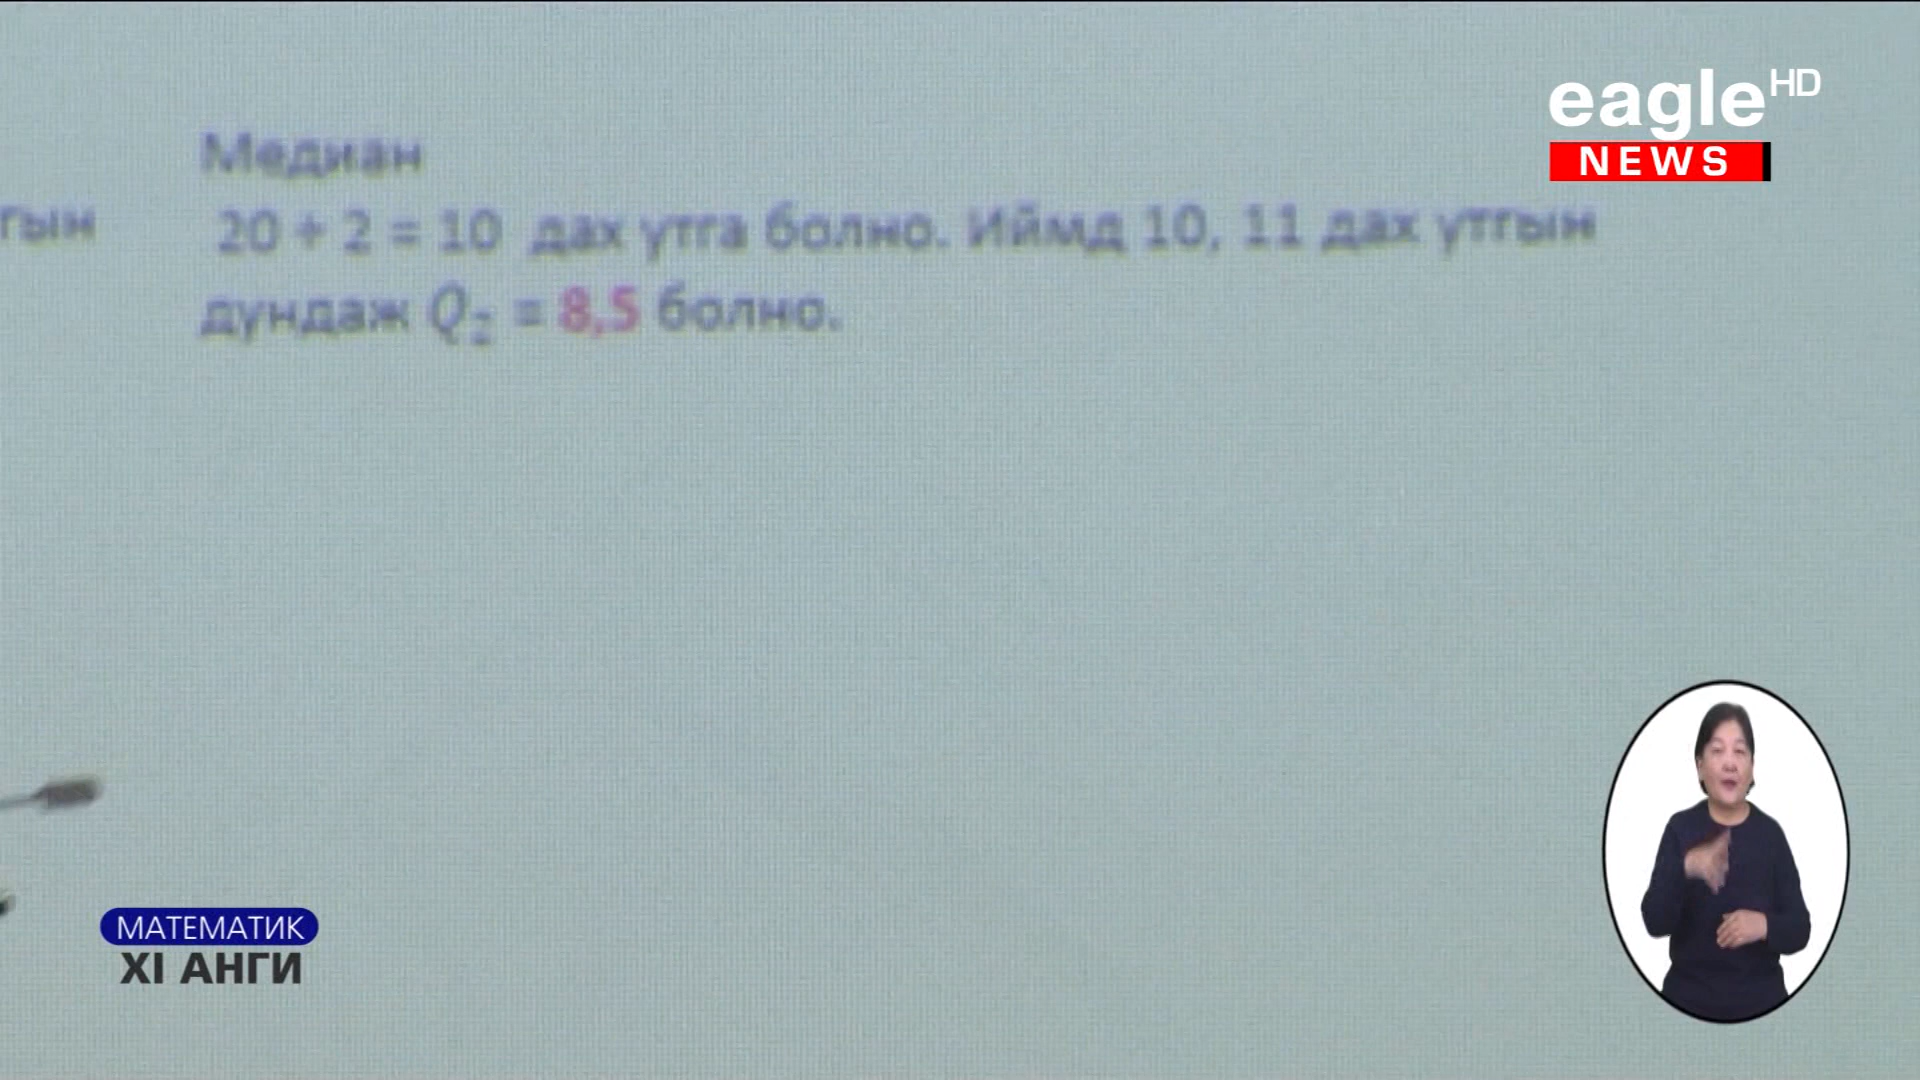 eagle HD
NEWS
Медиан
гын
20 ÷ 2 = 10 дах утга болно. Иймд 10, 11 дах утгын
дундаж Q₂ = 8,5 болно.
МАТЕМАТИК
XI АНГИ